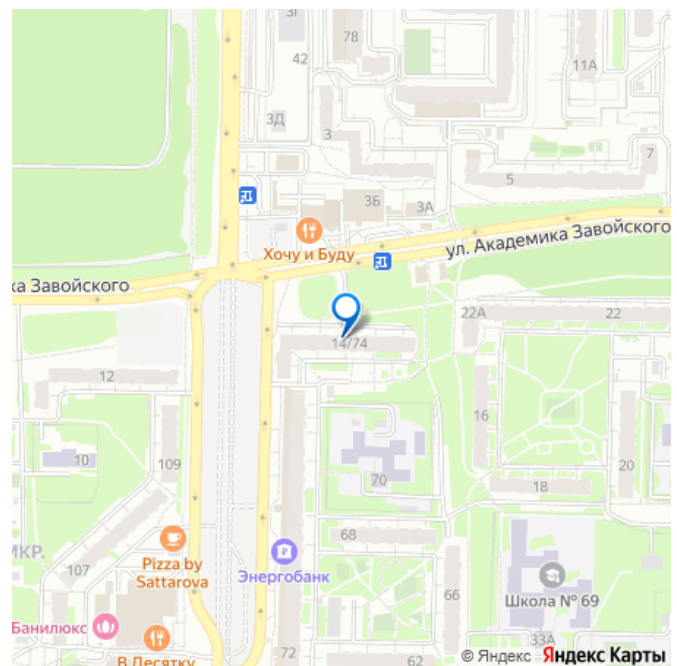 3Г
78
42
11А
3Д
3
7
5
3Б
3А
Хочу и Буду
ул. Академика Завойского
ка Завойского
22А
22
14/74
12
16
10
109
70
20
18
68
МКР.
Pizza by
Sattarova
Энергобанк
107
66
Школа № 69
Банилюкс
В Десятку
72
62
33А
© Яндекс Яндекс Карты